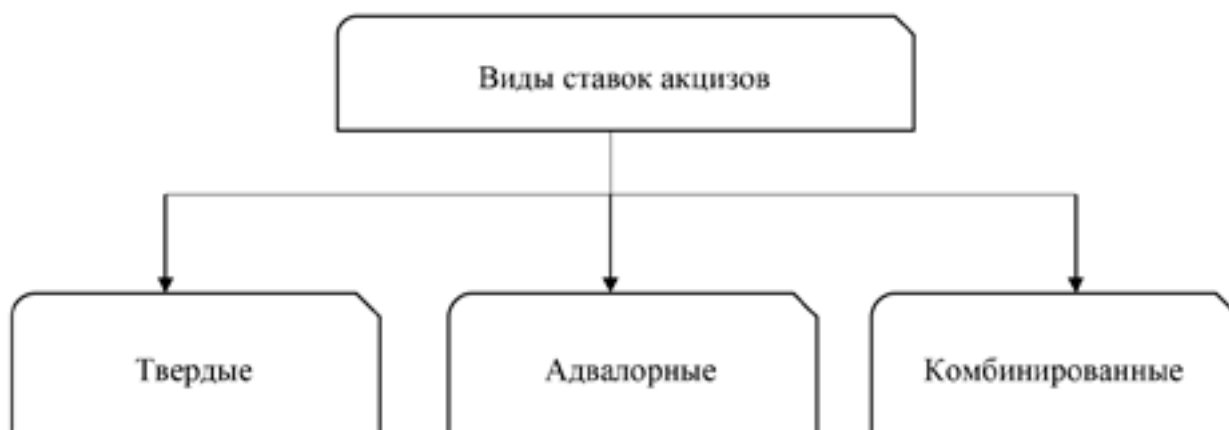 Виды ставок акцизов
Твердые
Адвалорные
Комбинированные